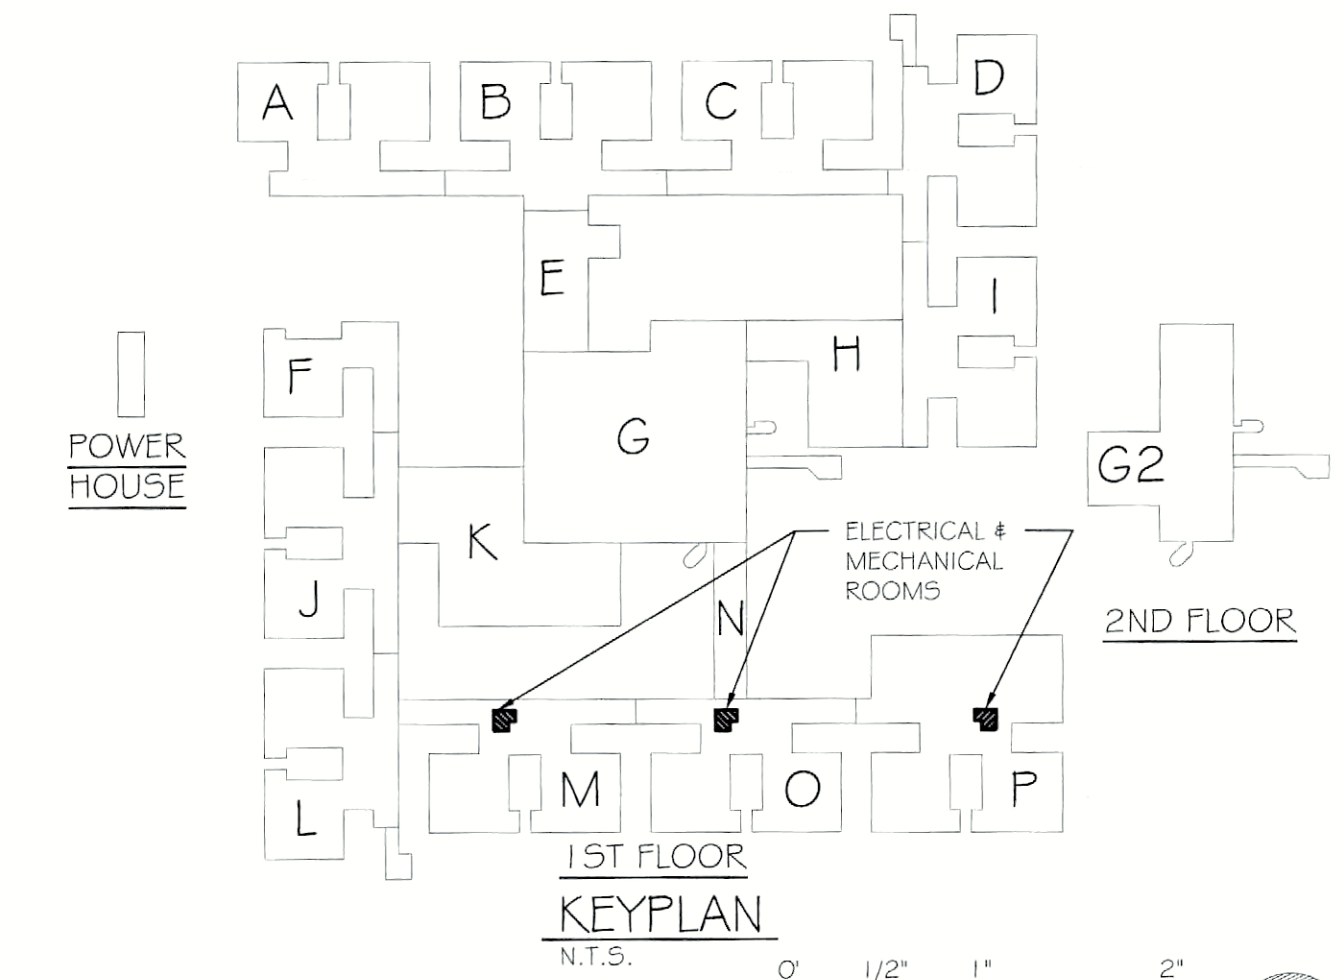 A
B
C
D
E
I
F
H
G
POWER
HOUSE
G2
K
ELECTRICAL &
MECHANICAL
ROOMS
J
N
2ND FLOOR
M
O
P
L
1ST FLOOR
KEYPLAN
N.T.S.
0' 1/2" 1" 2"